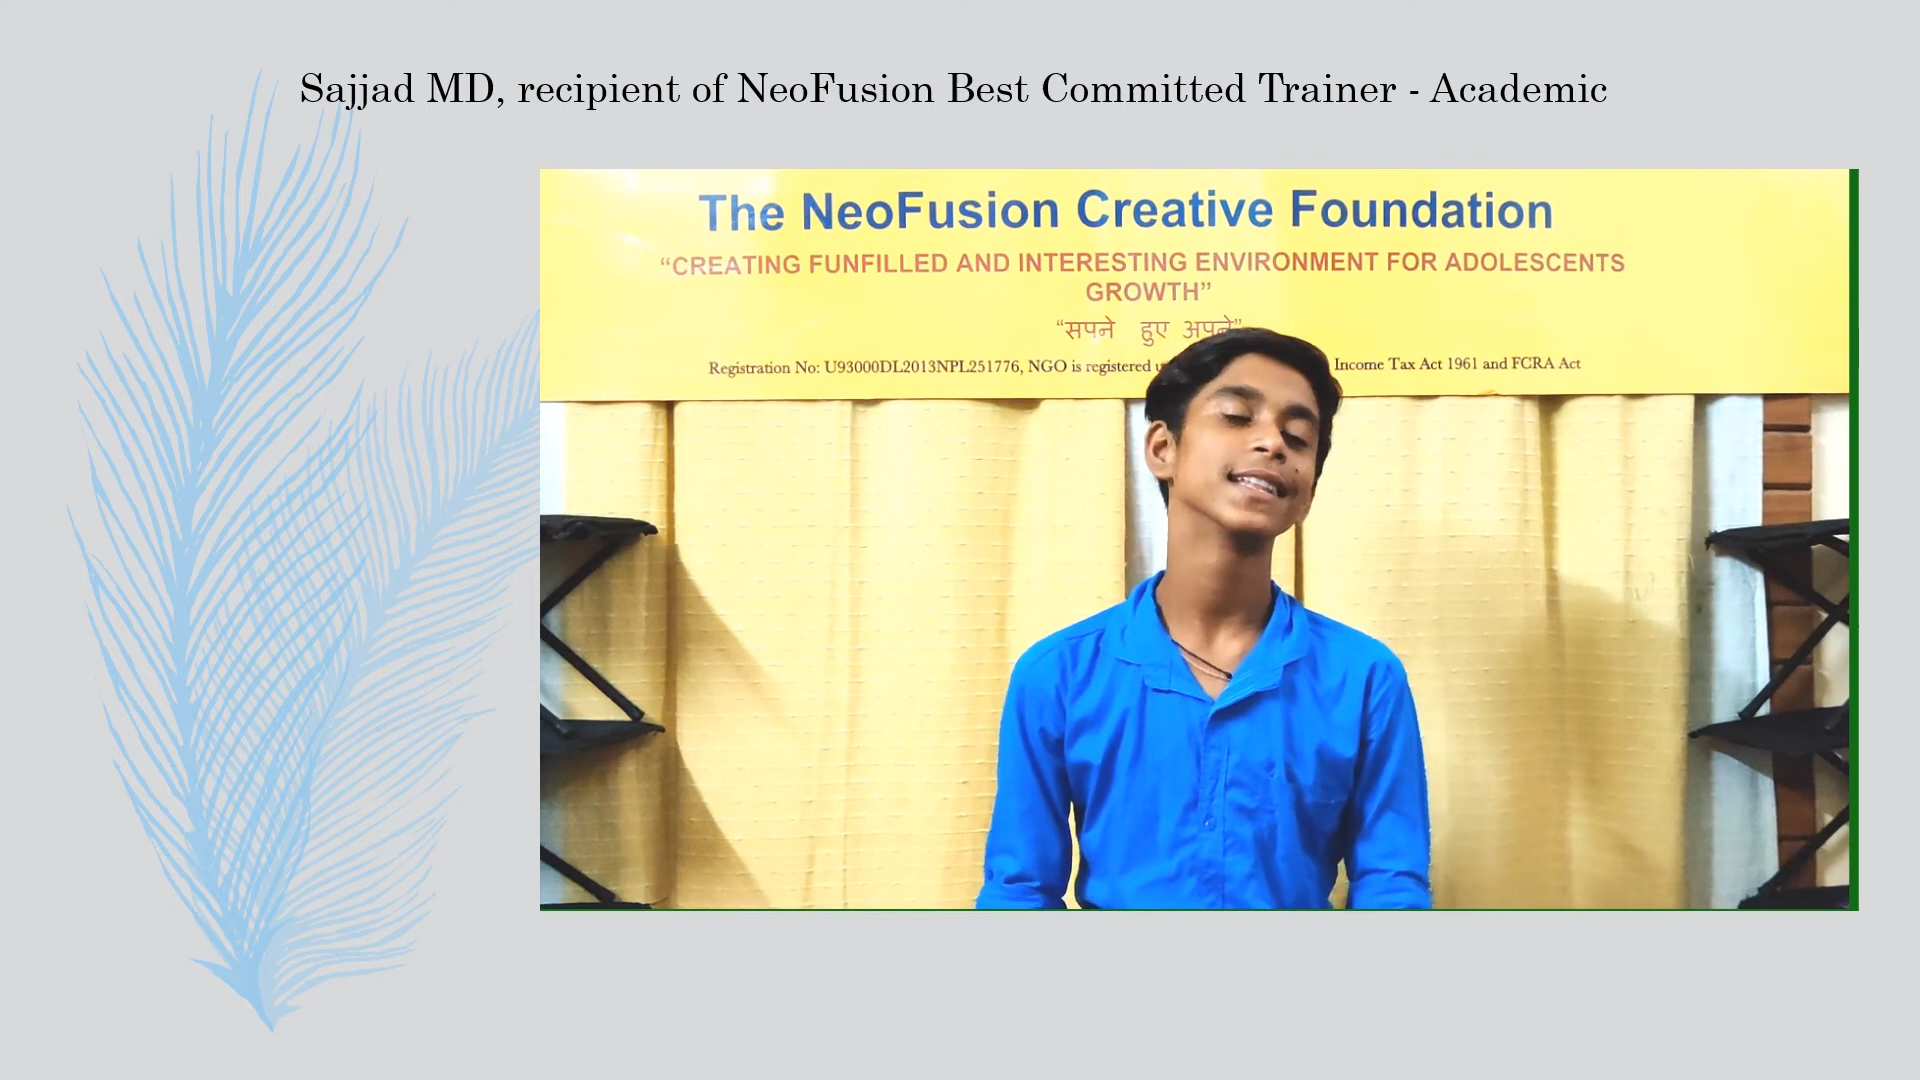 Sajjad MD, recipient of NeoFusion Best Committed Trainer - Academic
The NeoFusion Creative Foundation
“CREATING FUNFILLED AND INTERESTING ENVIRONMENT FOR ADOLESCENTS
GROWTH”
“सपने हुए अपने”
Registration No: U93000DL2013NPL251776, NGO is registered Income Tax Act 1961 and FCRA Act